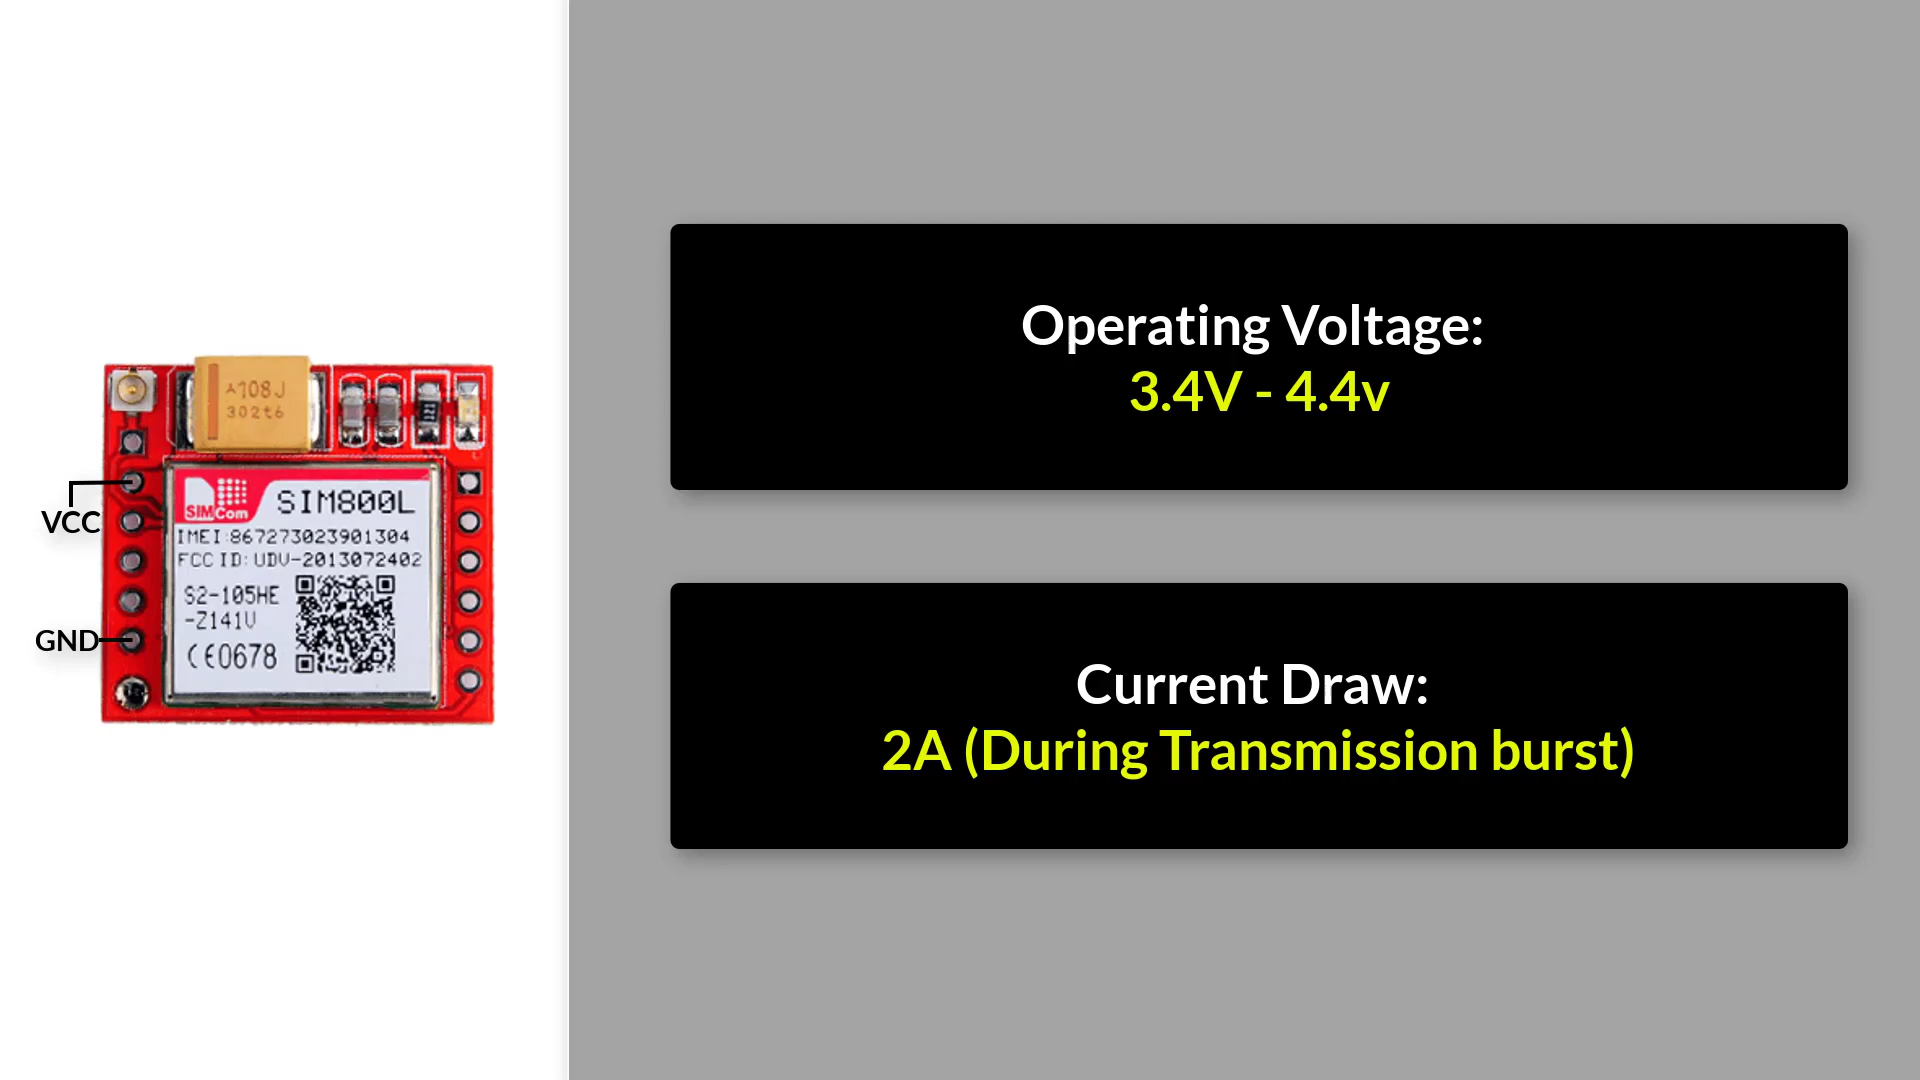 A108J
302t6
SIMCom
SIM800L
IMEI:867273023901304
FCC ID: UDV-2013072402
S2-105HE
-Z141V
CE0678
VCC
GND
Operating Voltage:
3.4V - 4.4v
Current Draw:
2A (During Transmission burst)